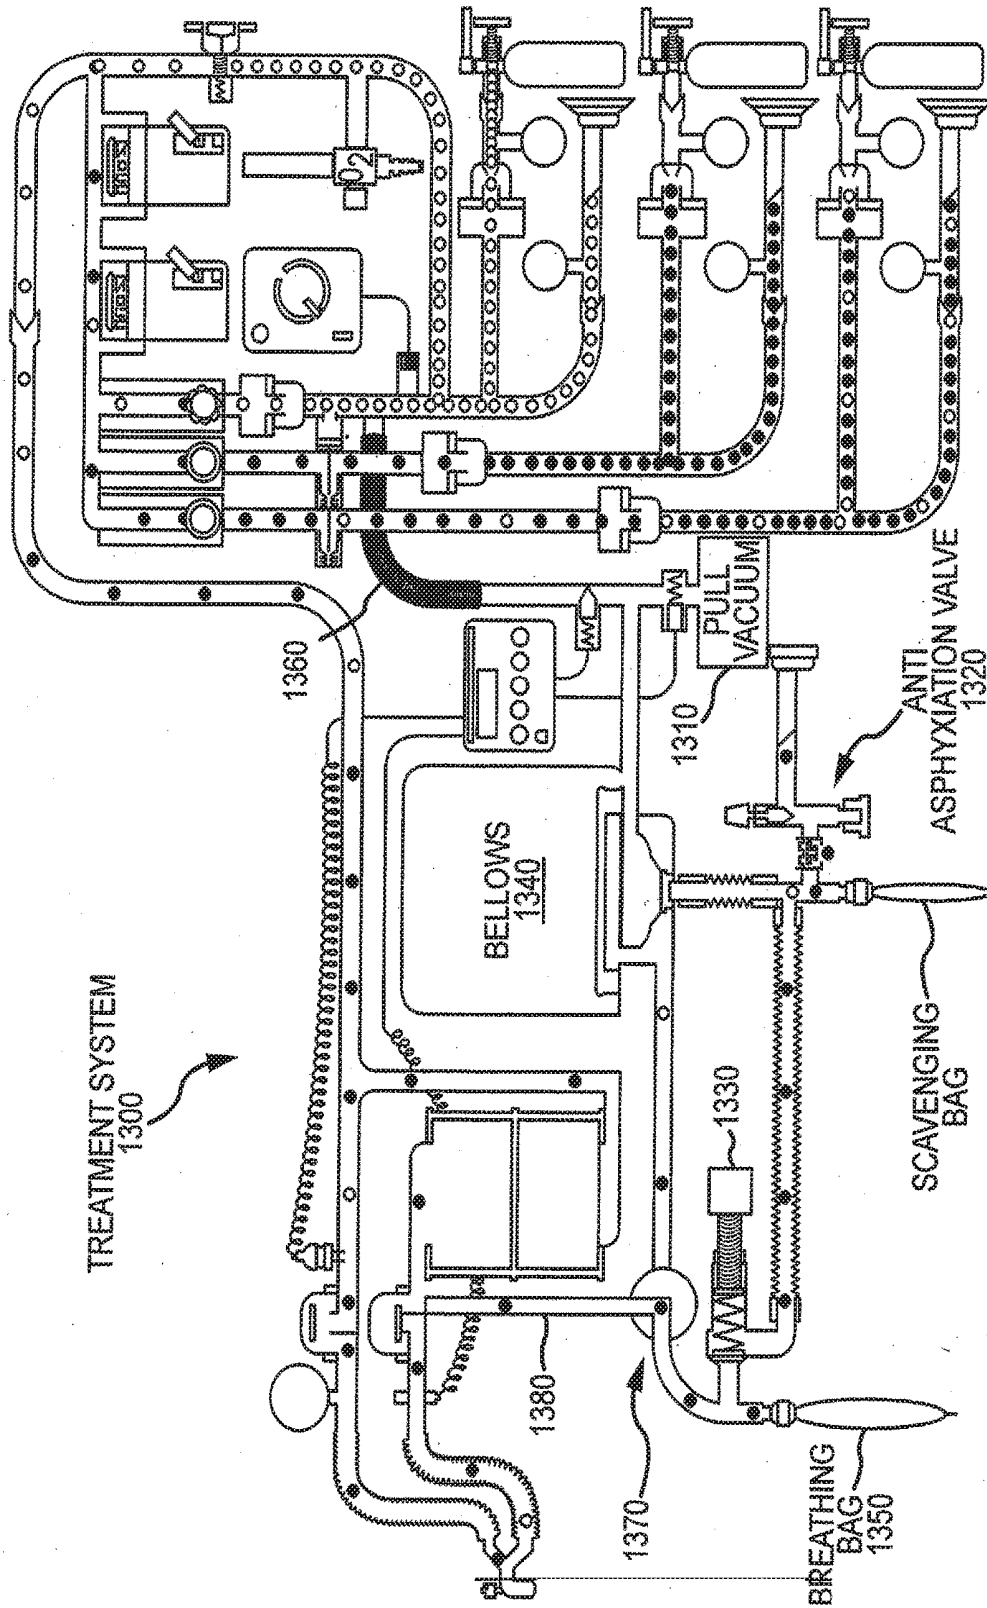 TREATMENT SYSTEM
1300
O2
1360
PULL
VACUUM
1310
ANTI
ASPHYXIATION VALVE
1320
BELLOWS
1340
1330
SCAVENGING
BAG
1380
1370
BREATHING
BAG
1350